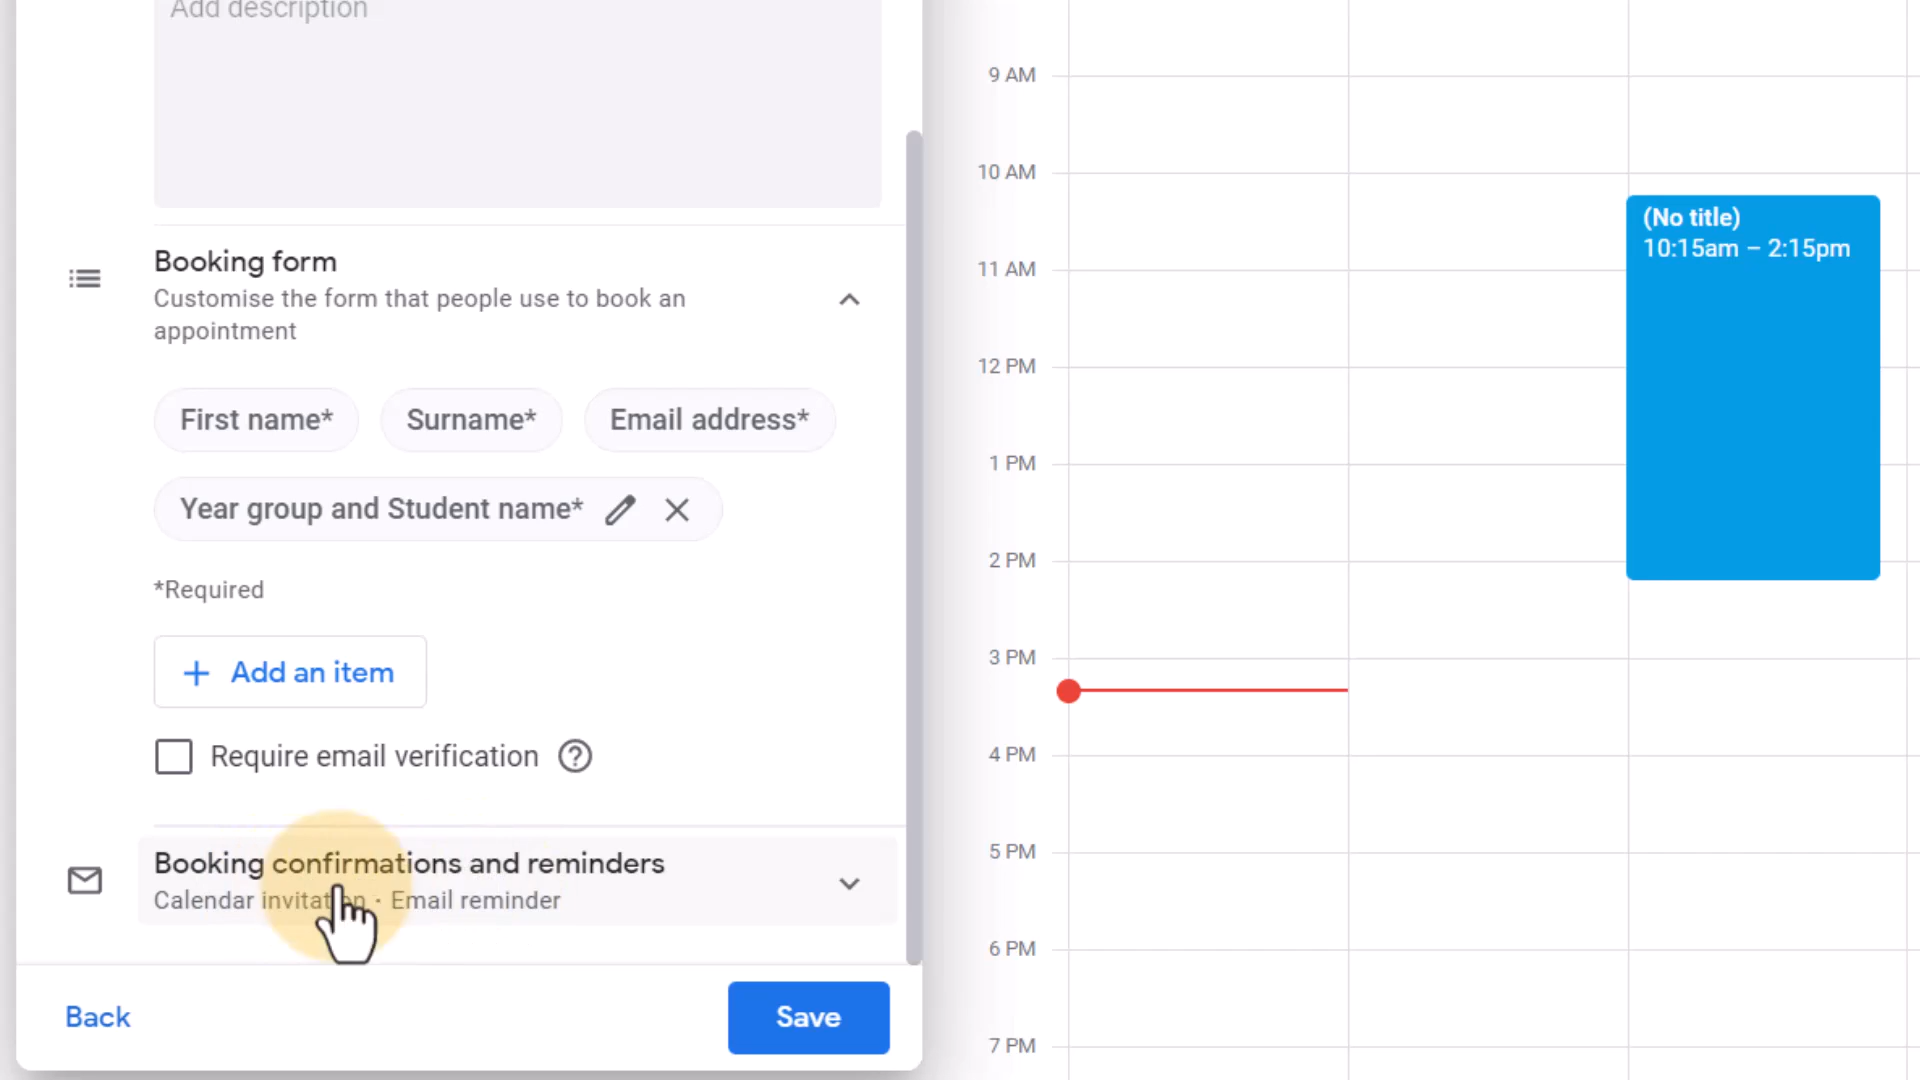 Add description
Booking form
Customise the form that people use to book an
appointment
First name* Surname* Email address*
Year group and Student name*
*Required
+ Add an item
Require email verification
Booking confirmations and reminders
Calendar invitation · Email reminder
Back Save
9 AM
10 AM
11 AM
12 PM
1 PM
2 PM
3 PM
4 PM
5 PM
6 PM
7 PM
(No title)
10:15am – 2:15pm